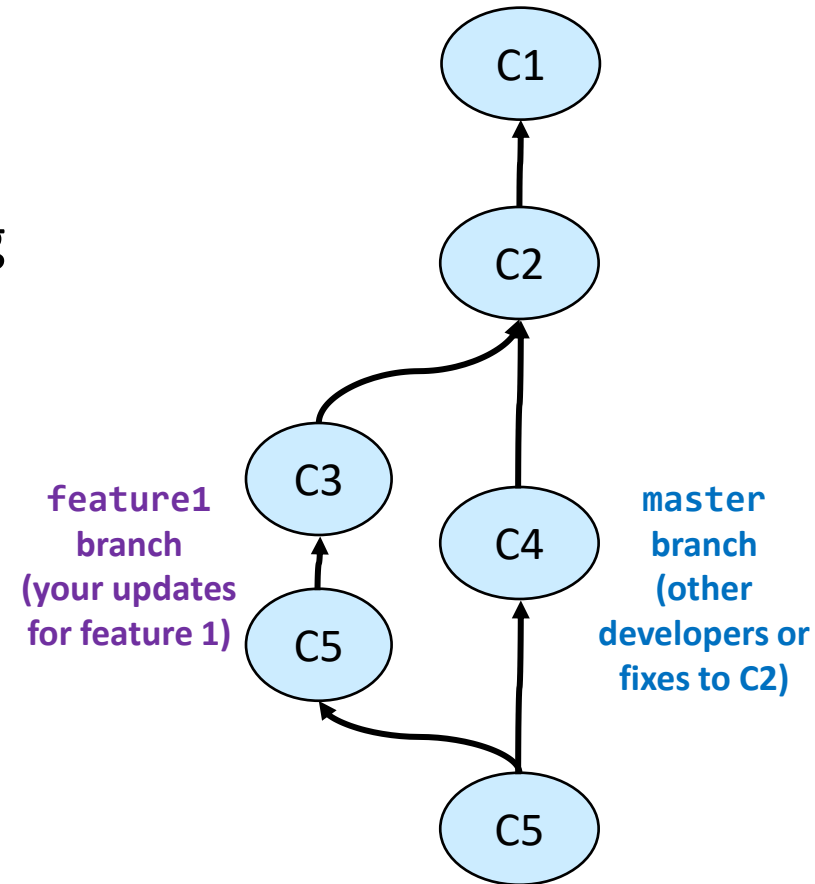 C1
g
C2
C3
feature1
branch
(your updates
for feature 1)
C4
master
branch
(other
developers or
fixes to C2)
C5
C5